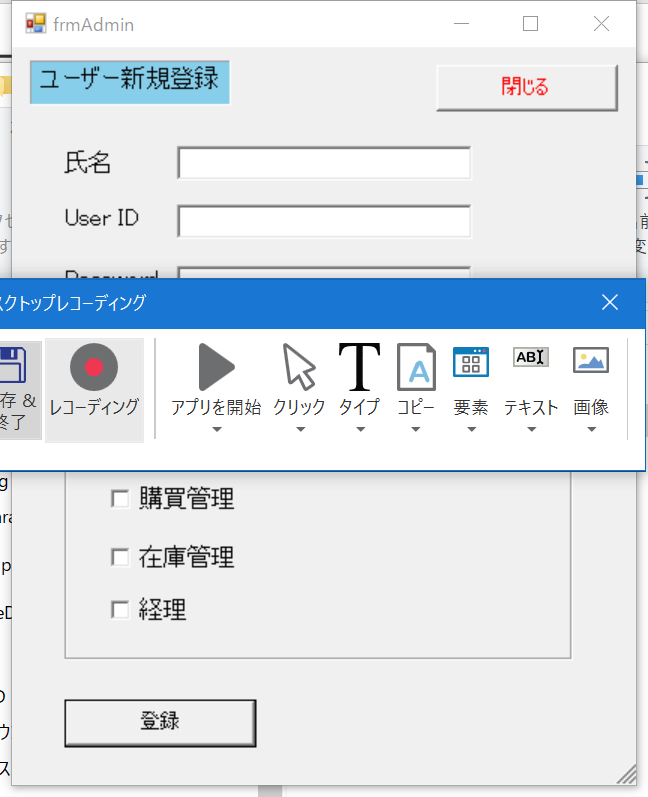 frmAdmin
ユーザー新規登録
閉じる
氏名
User ID
スクトップレコーディング
存 &
終了
レコーディング
アプリを開始
クリック
T
タイプ
A
コピー
要素
ABI
テキスト
画像
購買管理
在庫管理
経理
登録